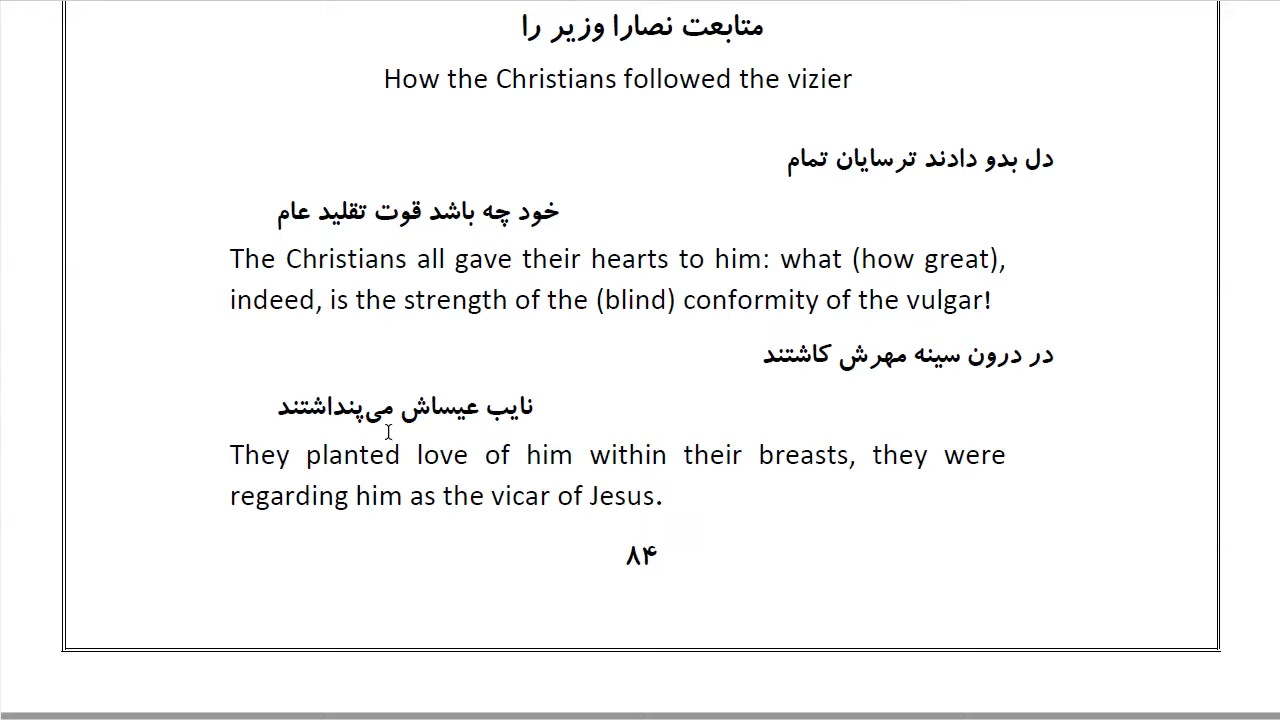 متابعت نصارا وزیر را
How the Christians followed the vizier
دل بدو دادند ترسایان تمام
خود چه باشد قوت تقلید عام
The Christians all gave their hearts to him: what (how great),
indeed, is the strength of the (blind) conformity of the vulgar!
در درون سینه مهرش کاشتند
نایب عیساش می‌پنداشتند
They planted love of him within their breasts, they were
regarding him as the vicar of Jesus.
۸۴